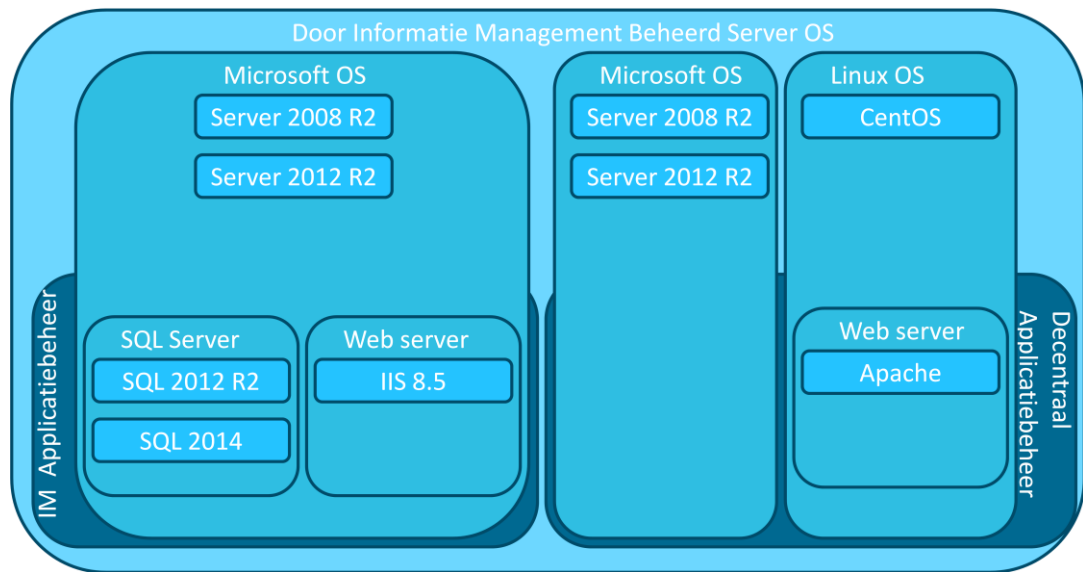 Door Informatie Management Beheerd Server OS
Microsoft OS
Server 2008 R2
Server 2012 R2
SQL Server
SQL 2012 R2
SQL 2014
Web server
IIS 8.5
IM Applicatiebeheer
Microsoft OS
Server 2008 R2
Server 2012 R2
Linux OS
CentOS
Web server
Apache
Decentraal
Applicatiebeheer